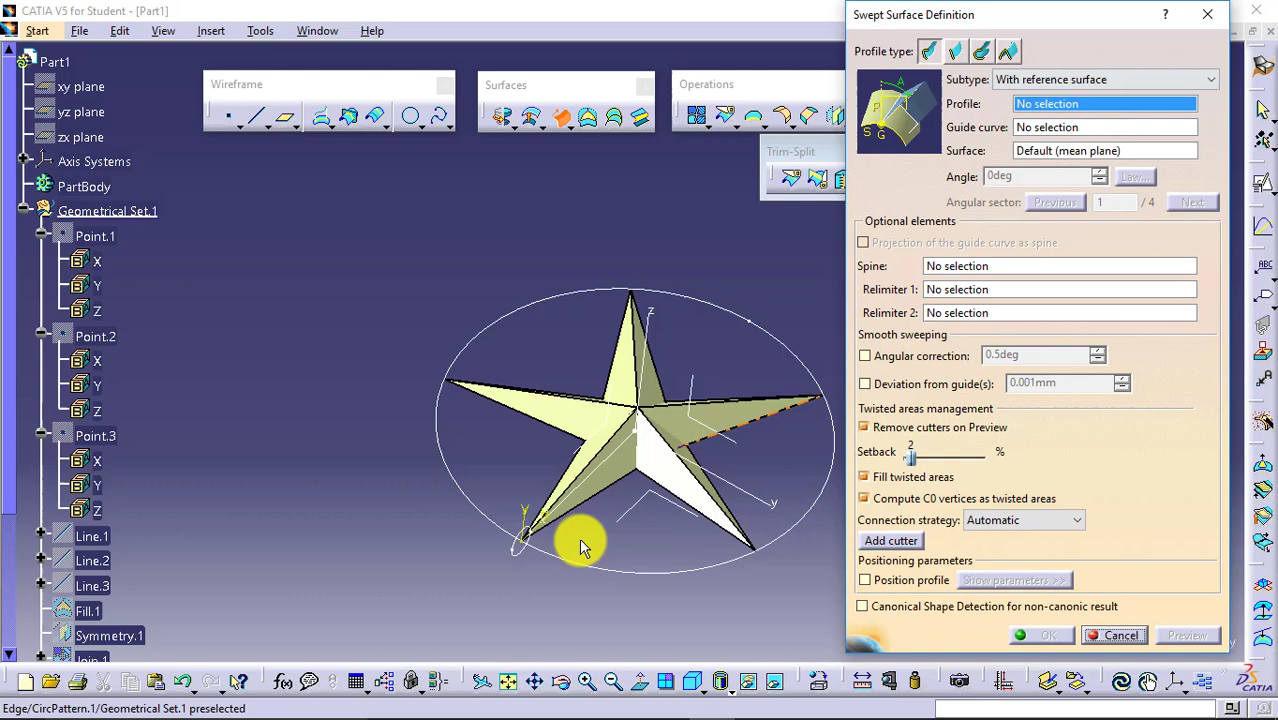 CATIA V5 for Student - [Part1]
Start File Edit View Insert Tools Window Help
Part1
xy plane
yz plane
zx plane
Axis Systems
PartBody
Geometrical Set.1
Point.1
X
Y
Z
Point.2
X
Y
Z
Point.3
X
Y
Z
Line.1
Line.2
Line.3
Fill.1
Symmetry.1
Join.1
Wireframe
Surfaces
Operations
Trim-Split
z
y
y
Swept Surface Definition
? ×
Profile type:
Subtype: With reference surface
Profile: No selection
Guide curve: No selection
Surface: Default (mean plane)
Angle: 0deg Law...
Angular sector: Previous 1 / 4 Next
Optional elements
Projection of the guide curve as spine
Spine: No selection
Relimiter 1: No selection
Relimiter 2: No selection
Smooth sweeping
Angular correction: 0.5deg
Deviation from guide(s): 0.001mm
Twisted areas management
Remove cutters on Preview
Setback 2 %
Fill twisted areas
Compute C0 vertices as twisted areas
Connection strategy: Automatic
Add cutter
Positioning parameters
Position profile Show parameters >>
Canonical Shape Detection for non-canonic result
OK Cancel Preview
A
P
S G
ABC
f(x)
CATIA
Edge/CircPattern.1/Geometrical Set.1 preselected